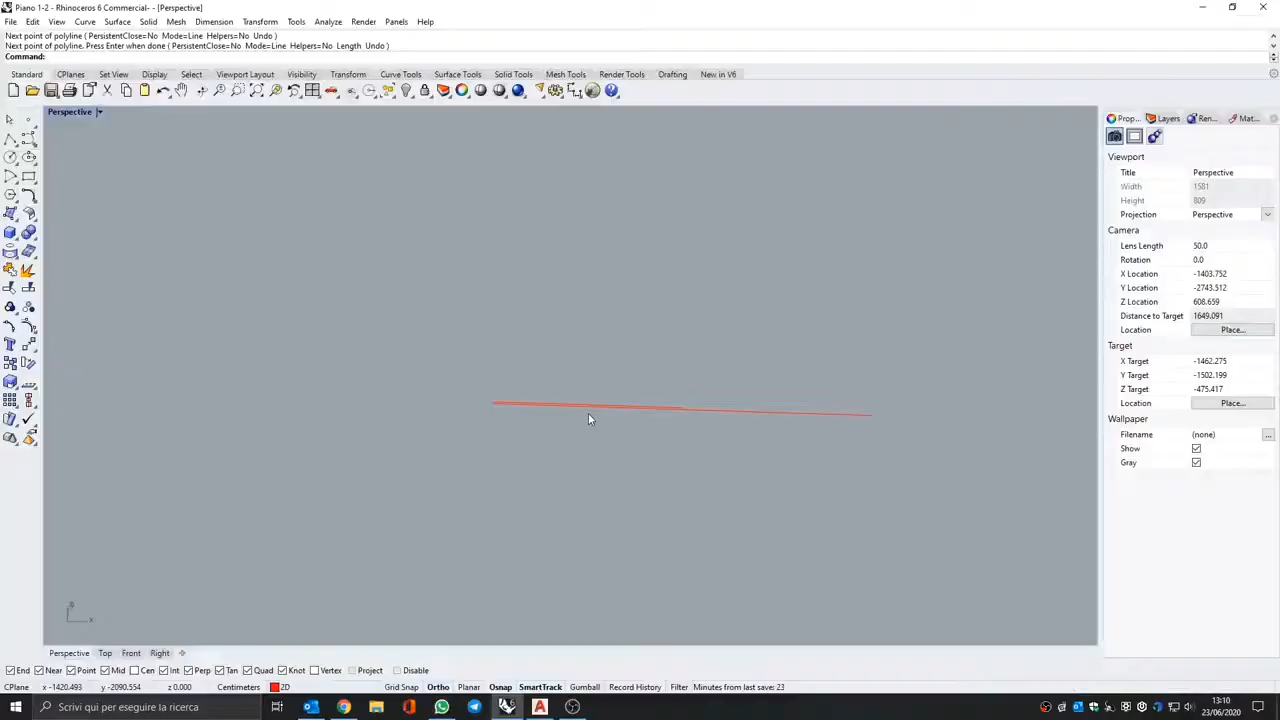 Piano 1-2 - Rhinoceros 6 Commercial- - [Perspective]
File Edit View Curve Surface Solid Mesh Dimension Transform Tools Analyze Render Panels Help
Next point of polyline ( PersistentClose=No Mode=Line Helpers=No Undo )
Next point of polyline. Press Enter when done ( PersistentClose=No Mode=Line Helpers=No Length Undo )
Command:
Standard CPlanes Set View Display Select Viewport Layout Visibility Transform Curve Tools Surface Tools Solid Tools Mesh Tools Render Tools Drafting New in V6
Perspective
Prop... Layers Ren... Mat...
Viewport
Title Perspective
Width 1581
Height 809
Projection Perspective
Camera
Lens Length 50.0
Rotation 0.0
X Location -1403.752
Y Location -2743.512
Z Location 608.659
Distance to Target 1649.091
Location Place...
Target
X Target -1462.275
Y Target -1502.199
Z Target -475.417
Location Place...
Wallpaper
Filename (none) ...
Show
Gray
x
Perspective Top Front Right
End Near Point Mid Cen Int Perp Tan Quad Knot Vertex Project Disable
CPlane x -1420.493 y -2090.554 z 0.000 Centimeters 2D Grid Snap Ortho Planar Osnap SmartTrack Gumball Record History Filter Minutes from last save: 23
Scrivi qui per eseguire la ricerca
13:10
23/06/2020